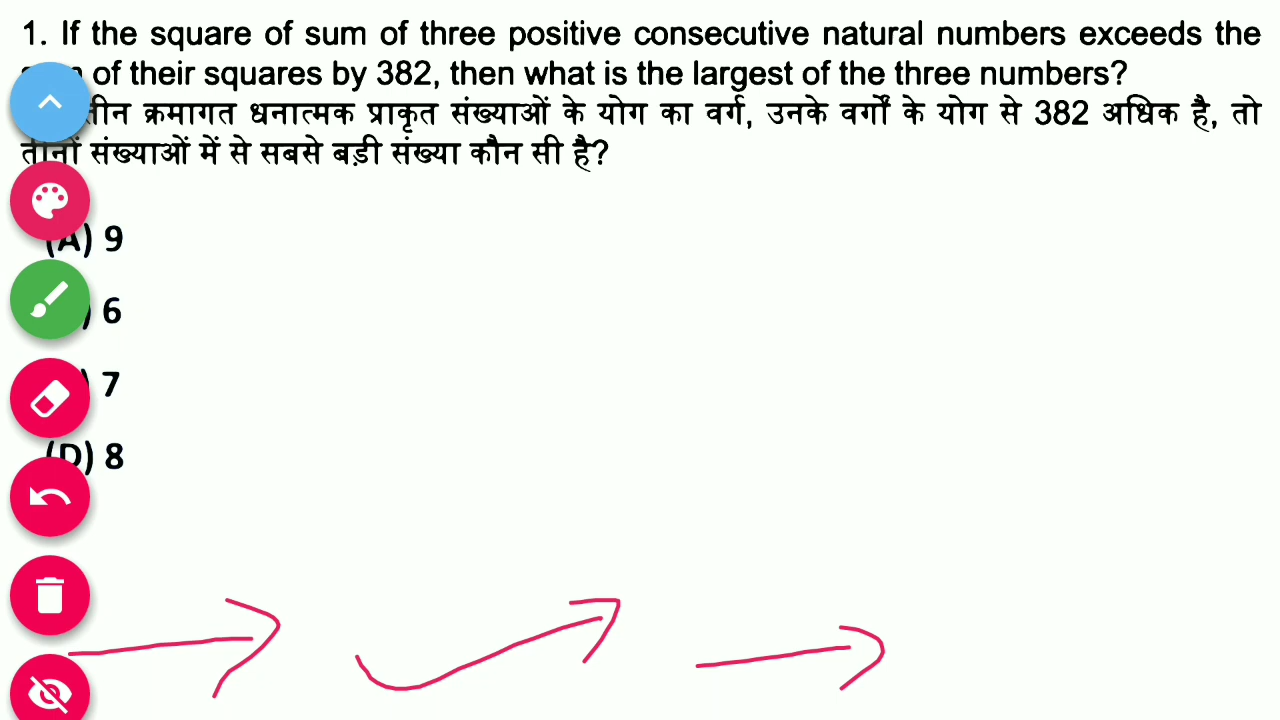 1. If the square of sum of three positive consecutive natural numbers exceeds the
of their squares by 382, then what is the largest of the three numbers?
तीन क्रमागत धनात्मक प्राकृत संख्याओं के योग का वर्ग, उनके वर्गों के योग से 382 अधिक है, तो
तीनों संख्याओं में से सबसे बड़ी संख्या कौन सी है?
(A) 9
) 6
) 7
(D) 8